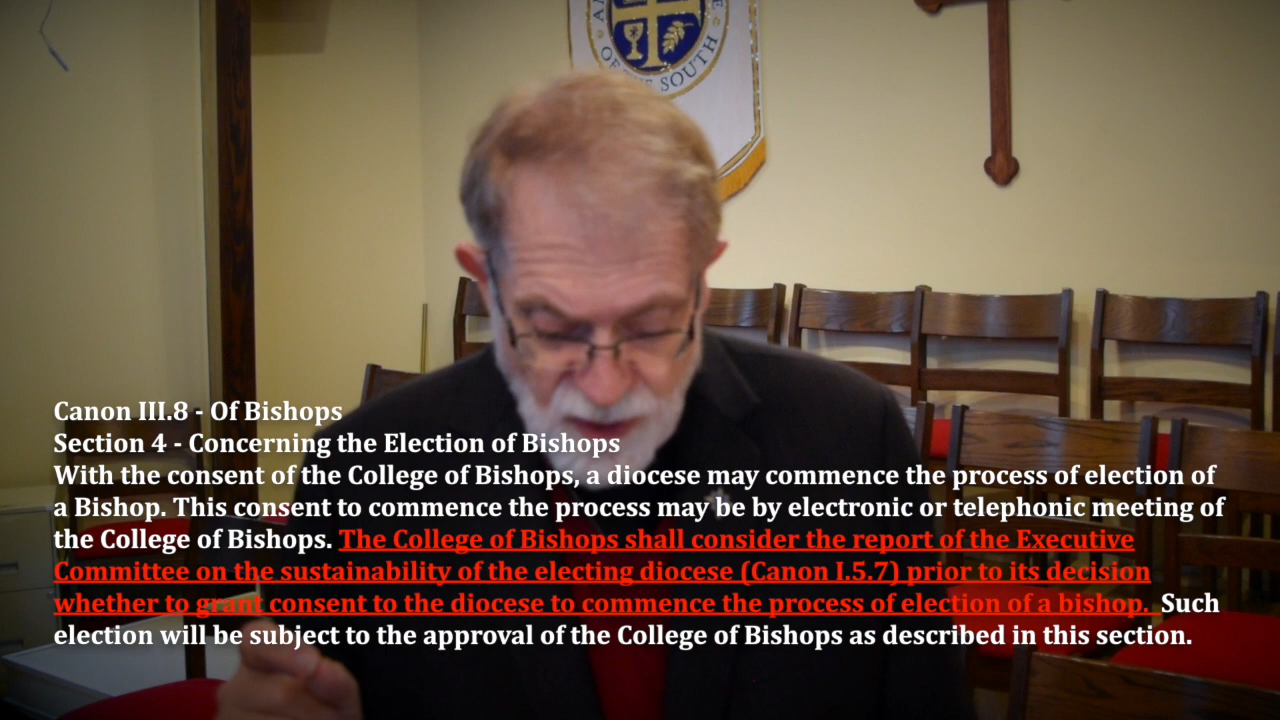 OF THE SOUTH
Canon III.8 - Of Bishops
Section 4 - Concerning the Election of Bishops
With the consent of the College of Bishops, a diocese may commence the process of election of
a Bishop. This consent to commence the process may be by electronic or telephonic meeting of
the College of Bishops. The College of Bishops shall consider the report of the Executive
Committee on the sustainability of the electing diocese (Canon I.5.7) prior to its decision
whether to grant consent to the diocese to commence the process of election of a bishop. Such
election will be subject to the approval of the College of Bishops as described in this section.